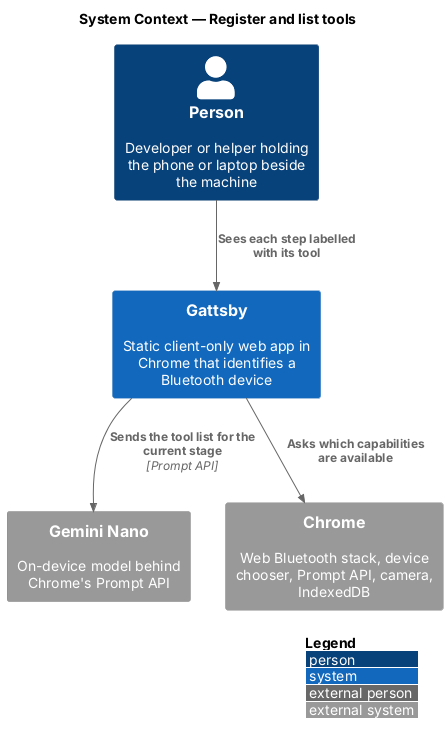 System Context — Register and list tools
Person
Developer or helper holding
the phone or laptop beside
the machine
Sees each step labelled
with its tool
Gattsby
Static client-only web app in
Chrome that identifies a
Bluetooth device
Sends the tool list for the
current stage
[Prompt API]
Asks which capabilities
are available
Gemini Nano
On-device model behind
Chrome's Prompt API
Chrome
Web Bluetooth stack, device
chooser, Prompt API, camera,
IndexedDB
Legend
person
system
external person
external system